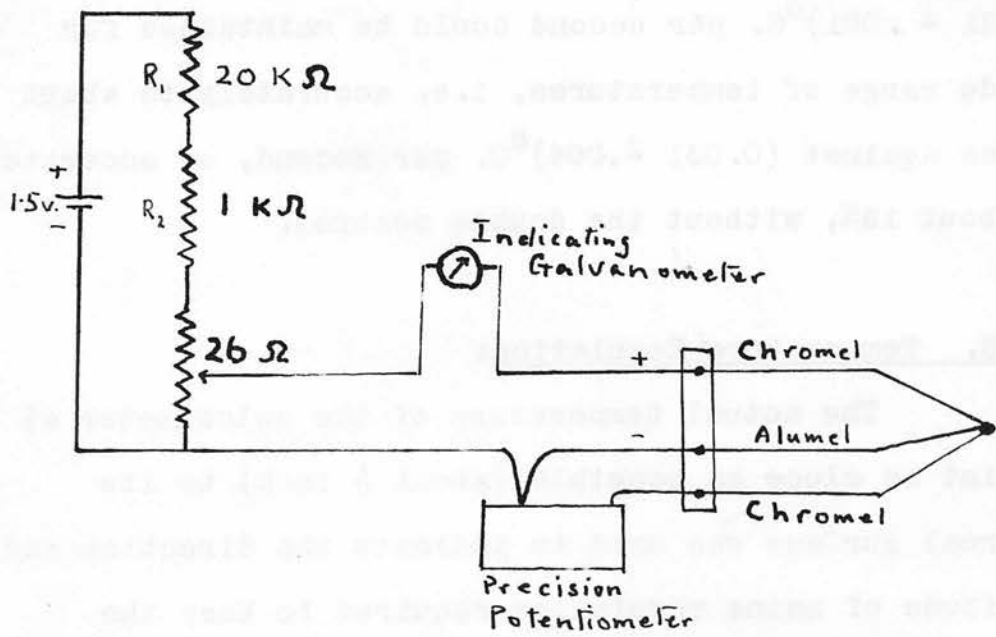 R₁ 20 KΩ
+
1.5v.
-
R₂ 1 KΩ
Indicating
Galvanometer
26 Ω
+ Chromel
- Alumel
Chromel
Precision
Potentiometer